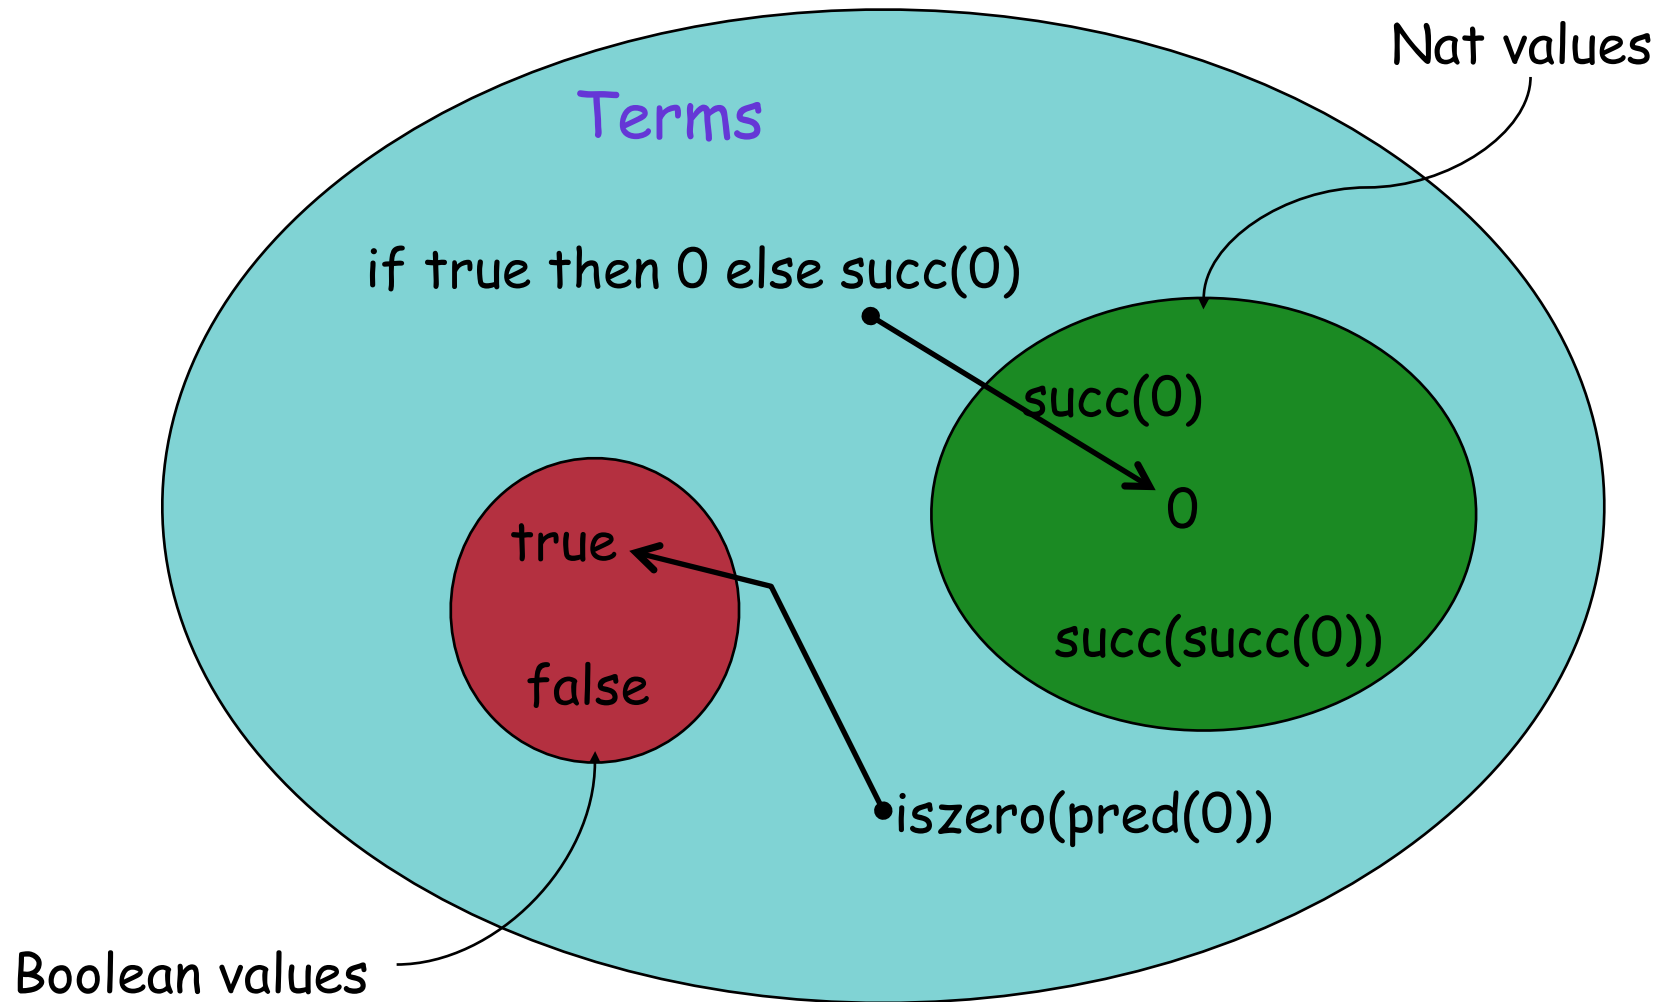 Nat values
Terms
if true then 0 else succ(0)
succ(0)
0
true
succ(succ(0))
false
iszero(pred(0))
Boolean values